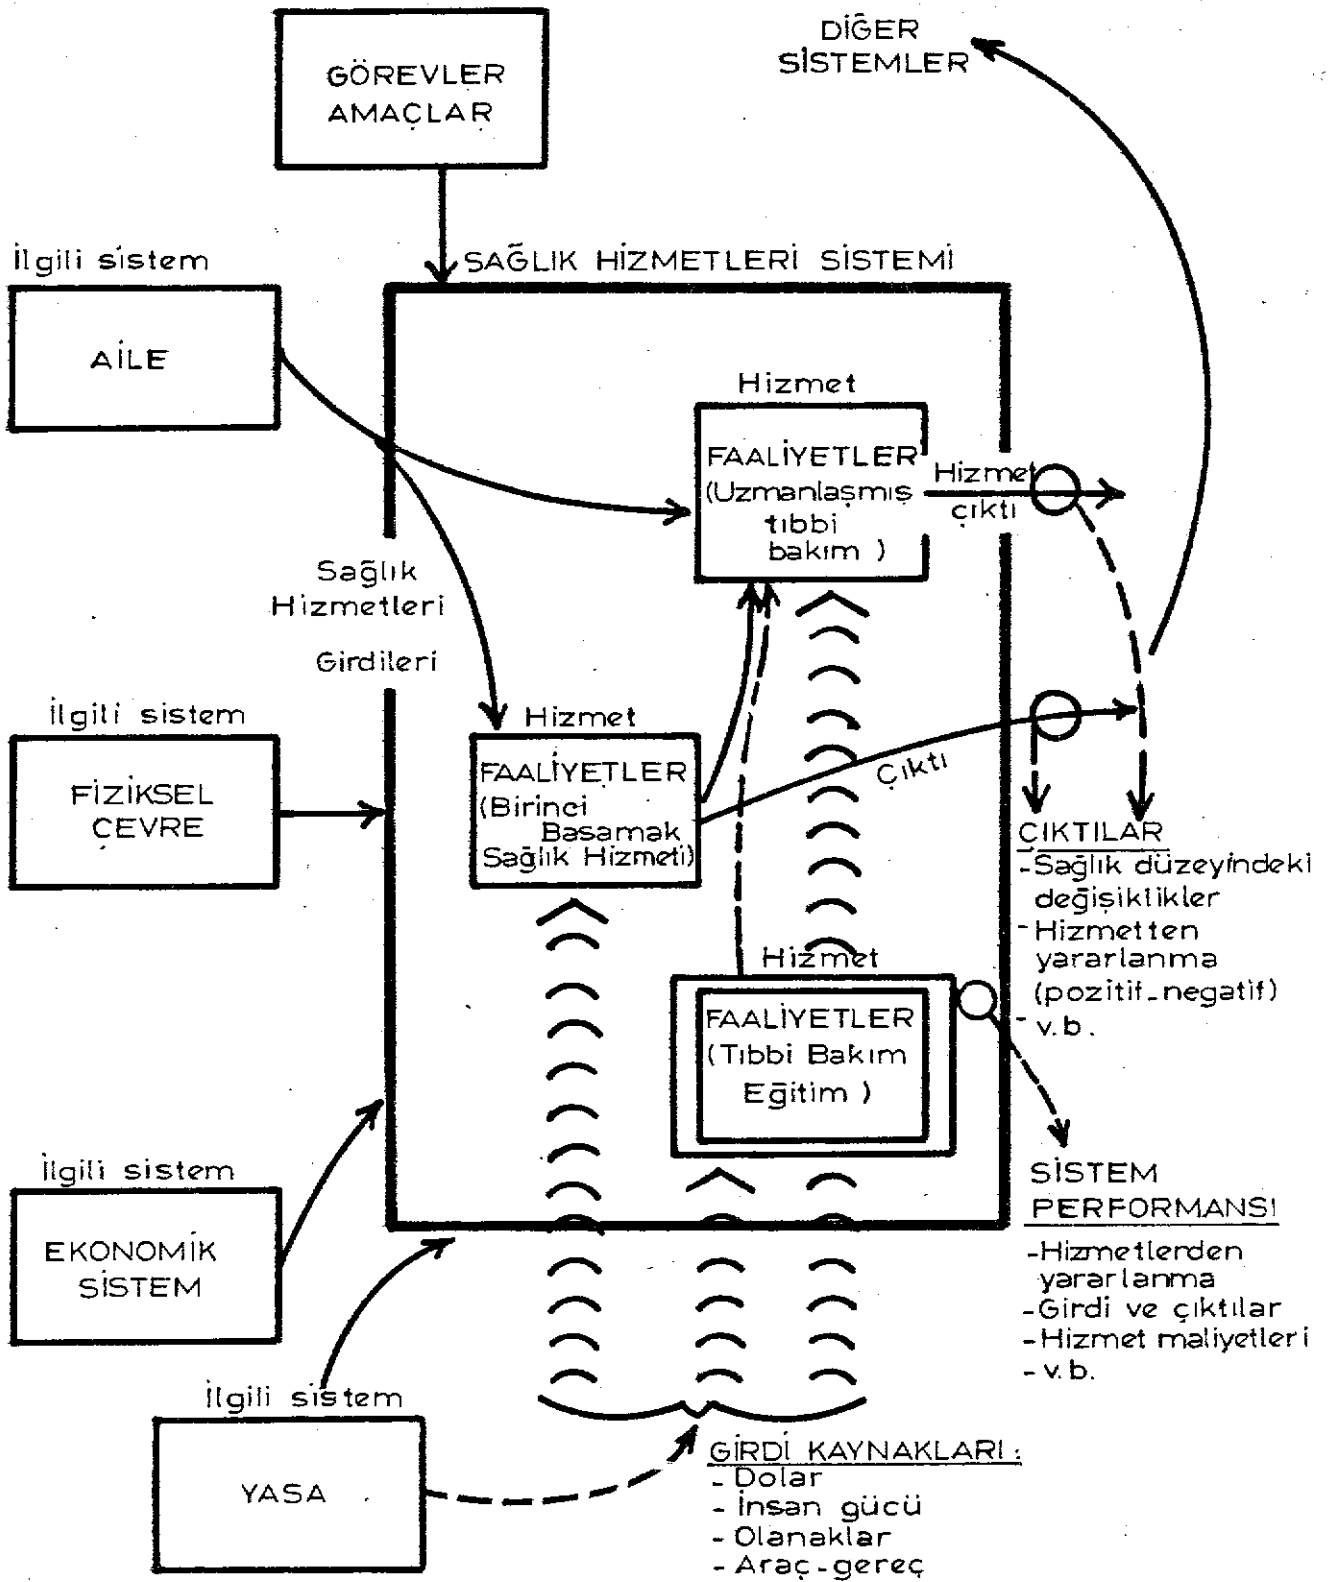 DİĞER
SİSTEMLER
GÖREVLER
AMAÇLAR
İlgili sistem
SAĞLIK HİZMETLERİ SİSTEMİ
AİLE
Hizmet
FAALİYETLER
(Uzmanlaşmış
tıbbi
bakım )
Hizmet
çıktı
Sağlık
Hizmetleri
Girdileri
İlgili sistem
FİZİKSEL
ÇEVRE
Hizmet
FAALİYETLER
(Birinci
Basamak
Sağlık Hizmeti)
Çıktı
ÇIKTILAR
-Sağlık düzeyindeki
değişiklikler
-Hizmetten
yararlanma
(pozitif-negatif)
- v.b.
Hizmet
FAALİYETLER
(Tıbbi Bakım
Eğitim )
İlgili sistem
EKONOMİK
SİSTEM
SİSTEM
PERFORMANSI
-Hizmetlerden
yararlanma
-Girdi ve çıktılar
-Hizmet maliyetleri
- v.b.
İlgili sistem
YASA
GİRDİ KAYNAKLARI:
- Dolar
- İnsan gücü
- Olanaklar
- Araç-gereç